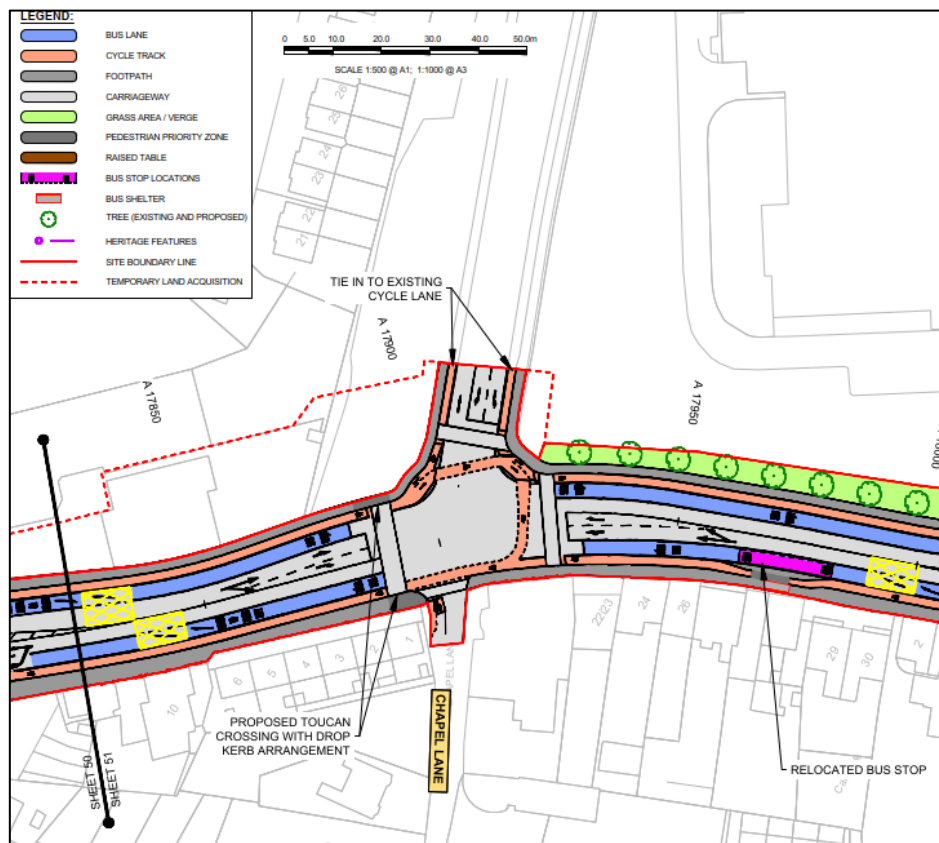 LEGEND:
BUS LANE
CYCLE TRACK
FOOTPATH
CARRIAGEWAY
GRASS AREA / VERGE
PEDESTRIAN PRIORITY ZONE
RAISED TABLE
BUS STOP LOCATIONS
BUS SHELTER
TREE (EXISTING AND PROPOSED)
HERITAGE FEATURES
SITE BOUNDARY LINE
TEMPORARY LAND ACQUISITION
0 5.0 10.0 20.0 30.0 40.0 50.0m
SCALE 1:500 @ A1; 1:1000 @ A3
26
25
24
23
22
21
TIE IN TO EXISTING
CYCLE LANE
A 17850
A 17900
A 17950
22/23
24
26
29
30
2
6
5
4
3
2
1
10
PROPOSED TOUCAN
CROSSING WITH DROP
KERB ARRANGEMENT
CHAPEL LANE
RELOCATED BUS STOP
SHEET 50
SHEET 51